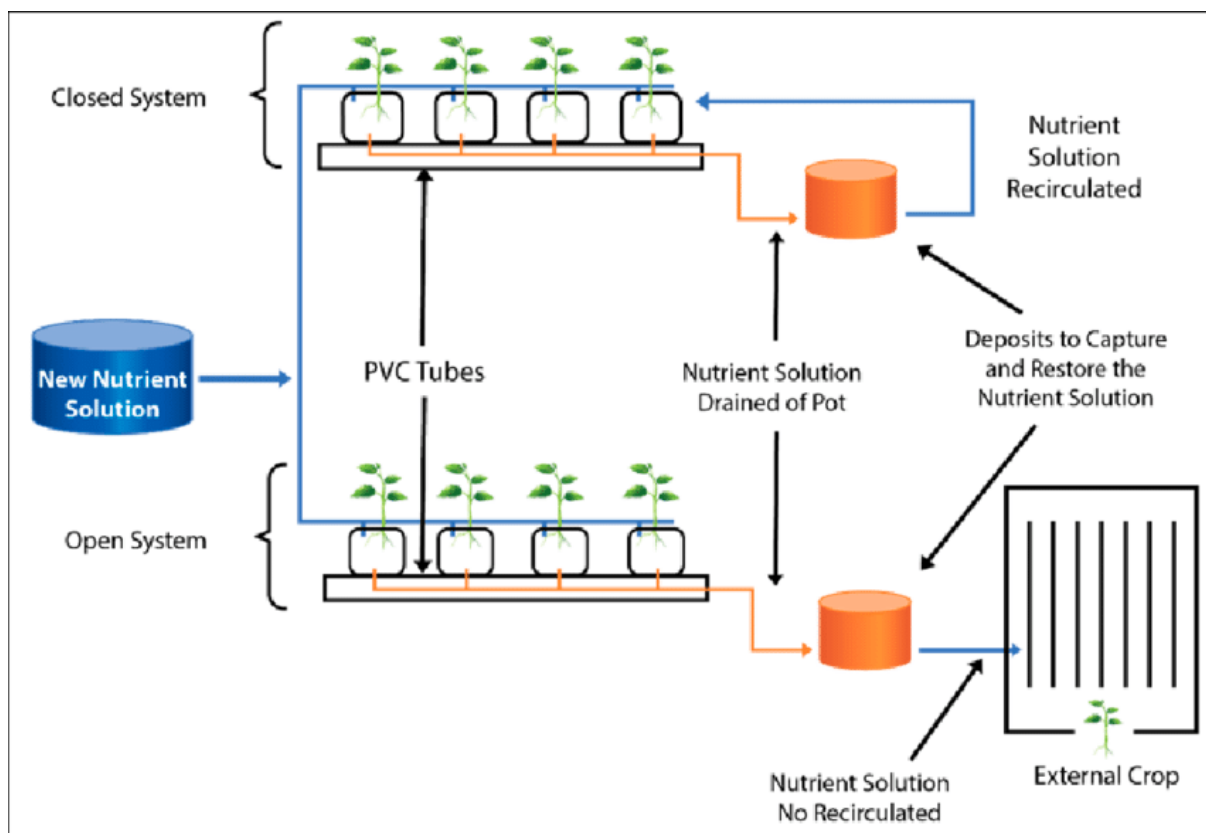 Closed System
Nutrient
Solution
Recirculated
New Nutrient
Solution
PVC Tubes
Nutrient Solution
Drained of Pot
Deposits to Capture
and Restore the
Nutrient Solution
Open System
Nutrient Solution
No Recirculated
External Crop